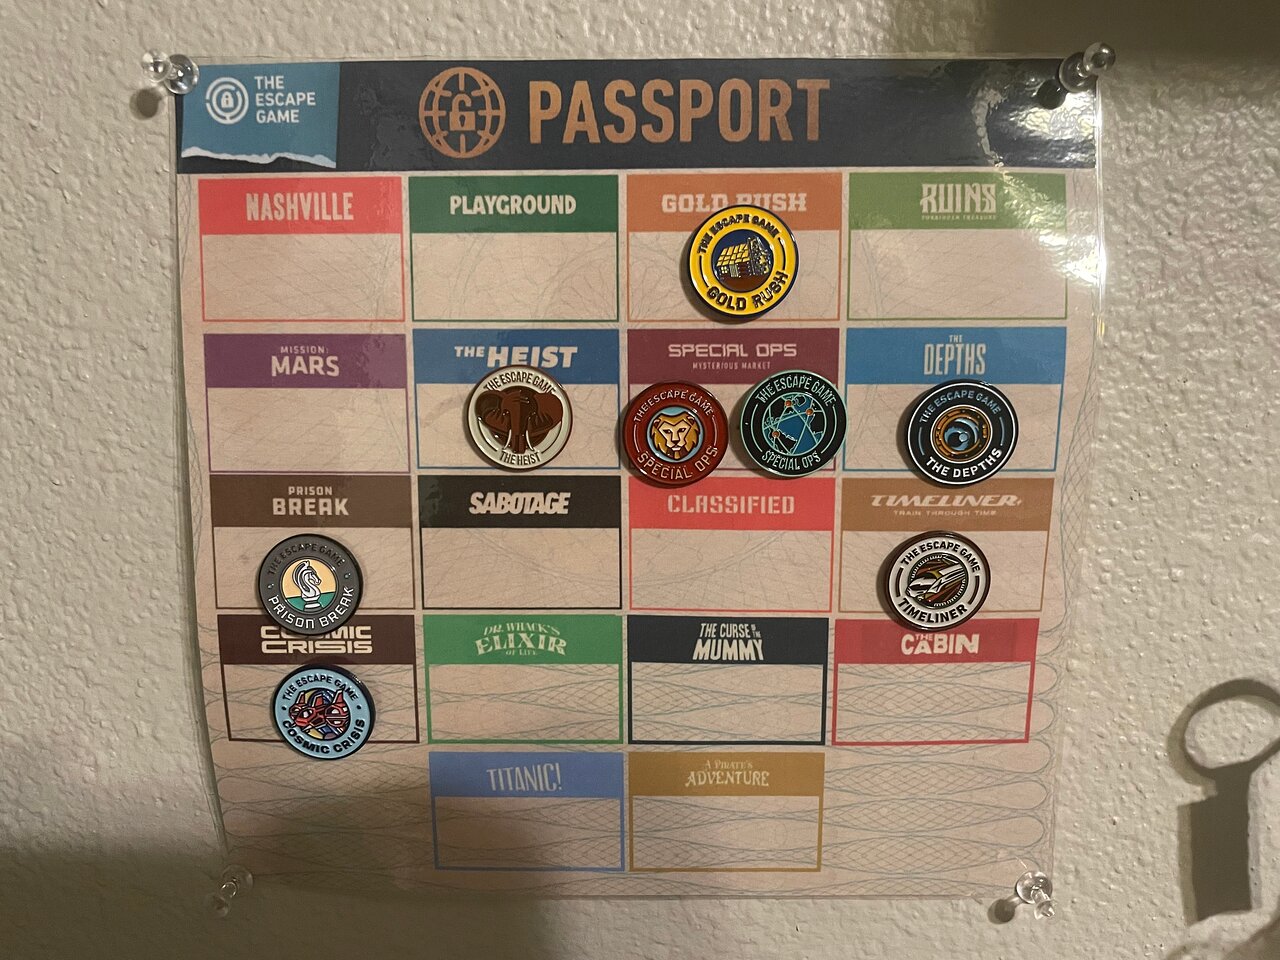 THE
ESCAPE
GAME
PASSPORT
NASHVILLE
PLAYGROUND
GOLD RUSH
RUINS
FORBIDDEN TREASURE
THE ESCAPE GAME
GOLD RUSH
MISSION:
MARS
THE HEIST
SPECIAL OPS
MYSTERIOUS MARKET
THE
DEPTHS
THE ESCAPE GAME
THE HEIST
THE ESCAPE GAME
SPECIAL OPS
THE ESCAPE GAME
SPECIAL OPS
THE ESCAPE GAME
THE DEPTHS
PRISON
BREAK
SABOTAGE
CLASSIFIED
TIMELINER
TRAIN THROUGH TIME
THE ESCAPE GAME
PRISON BREAK
THE ESCAPE GAME
TIMELINER
COSMIC
CRISIS
DR. WHACK'S
ELIXIR
OF LIFE
THE CURSE OF THE
MUMMY
THE
CABIN
THE ESCAPE GAME
COSMIC CRISIS
TITANIC!
A PIRATE'S
ADVENTURE